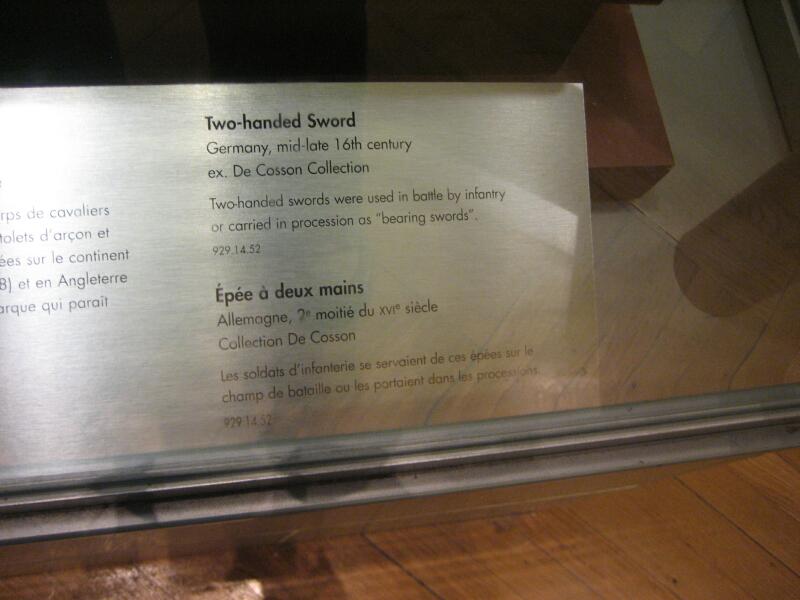 rps de cavaliers
tolets d'arçon et
ées sur le continent
8) et en Angleterre
arque qui paraît
Two-handed Sword
Germany, mid-late 16th century
ex. De Cosson Collection
Two-handed swords were used in battle by infantry
or carried in procession as "bearing swords".
929.14.52
Épée à deux mains
Allemagne, 2e moitié du XVIe siècle
Collection De Cosson
Les soldats d'infanterie se servaient de ces épées sur le
champ de bataille ou les portaient dans les processions.
929.14.52